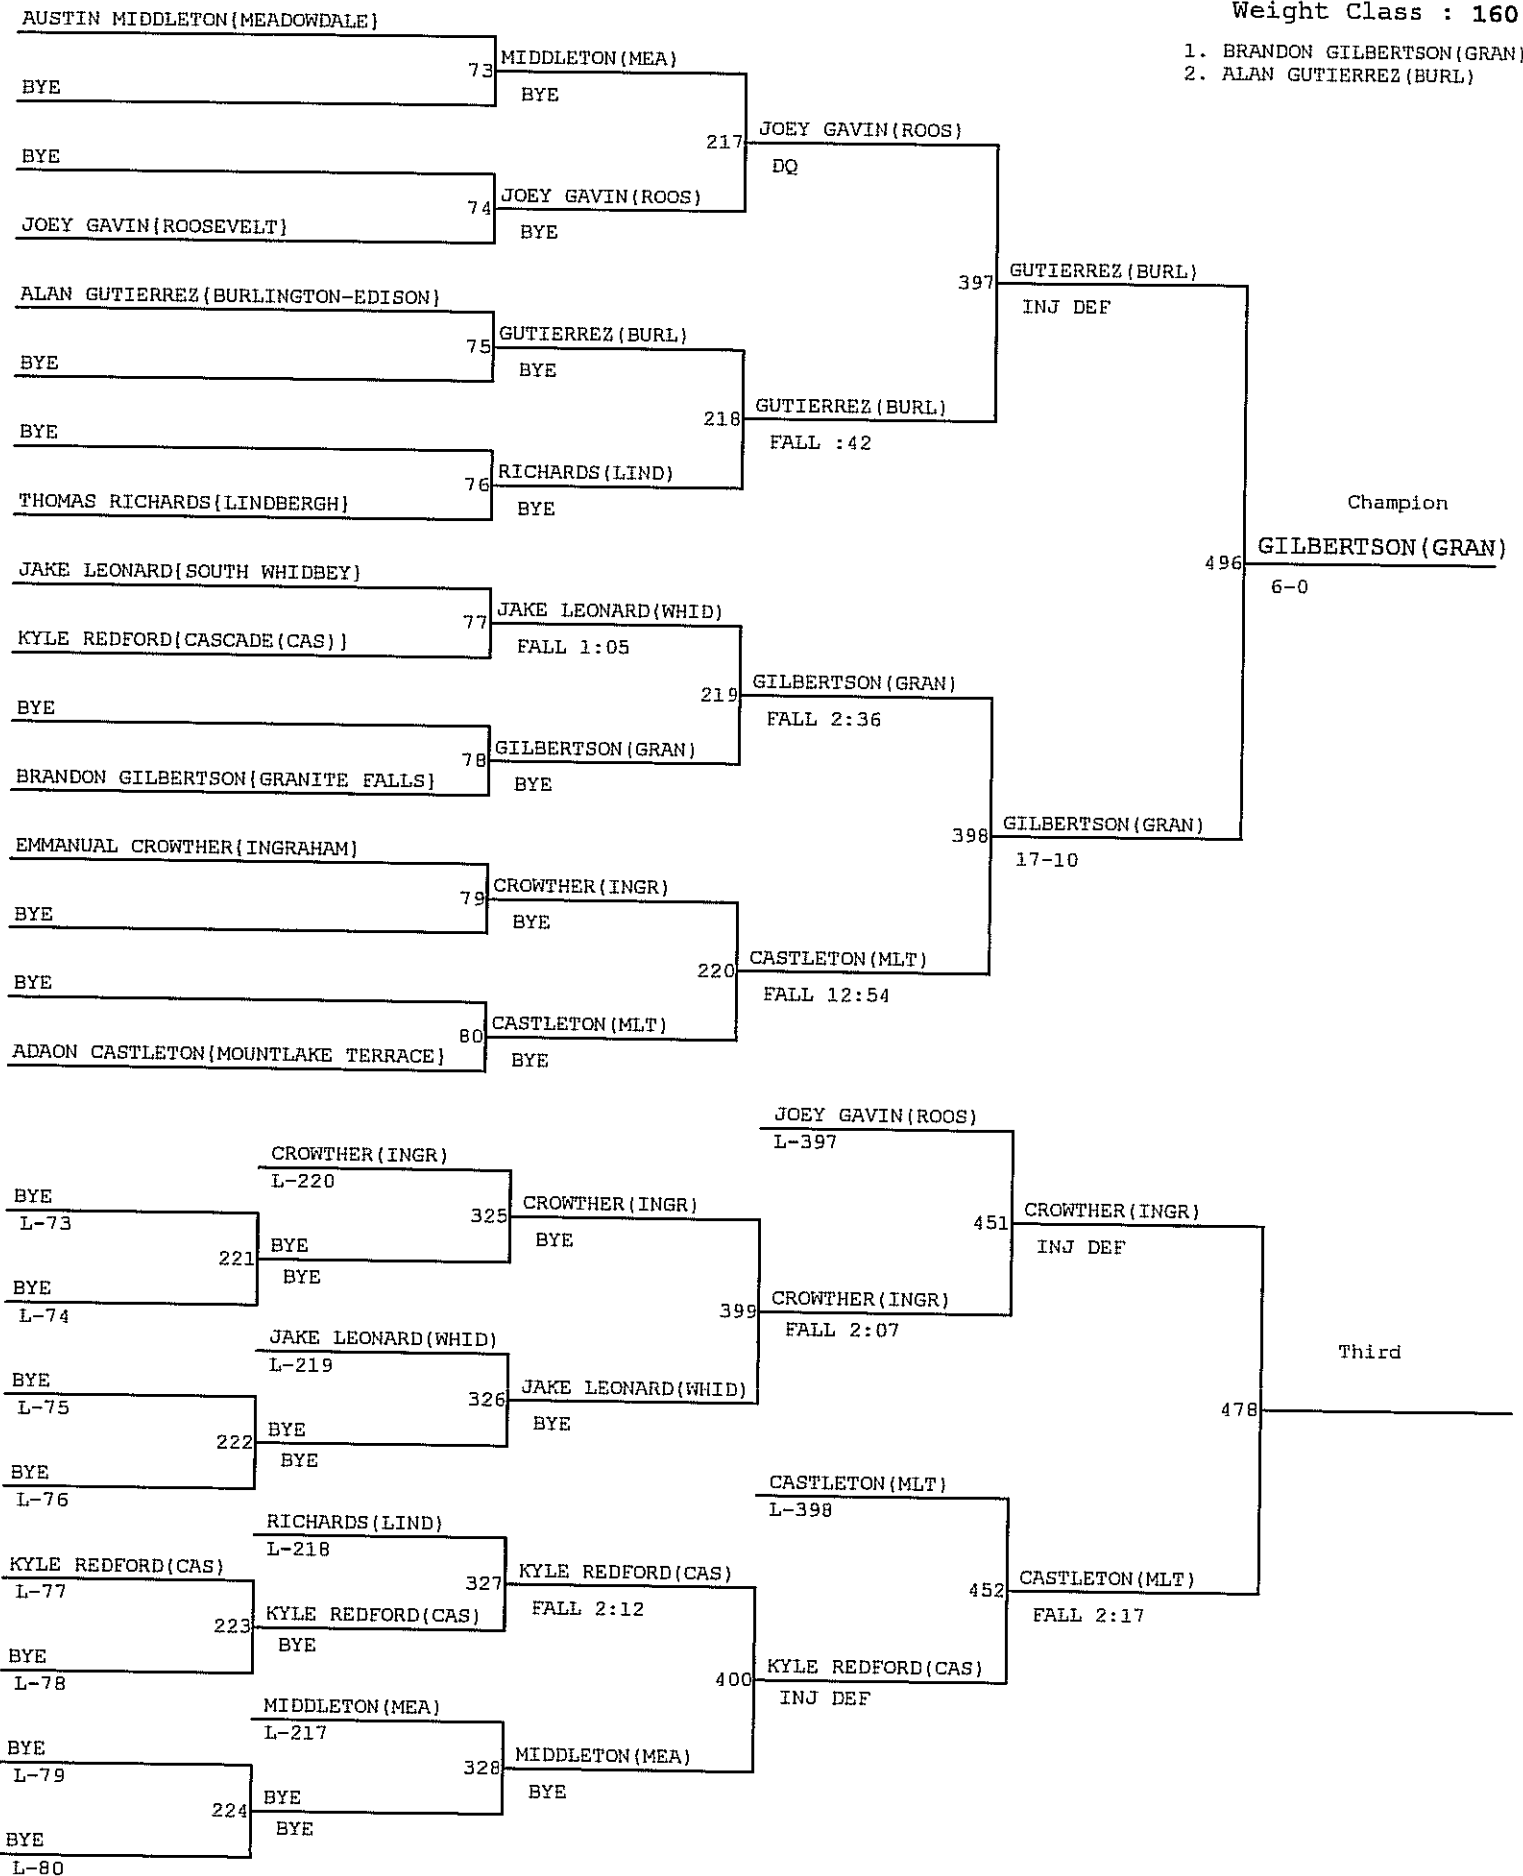 Weight Class : 160
1. BRANDON GILBERTSON(GRAN)
2. ALAN GUTIERREZ(BURL)
AUSTIN MIDDLETON{MEADOWDALE}
73 MIDDLETON(MEA)
BYE
BYE
217 JOEY GAVIN(ROOS)
DQ
BYE
74 JOEY GAVIN(ROOS)
BYE
JOEY GAVIN{ROOSEVELT}
397 GUTIERREZ(BURL)
INJ DEF
ALAN GUTIERREZ{BURLINGTON-EDISON}
75 GUTIERREZ(BURL)
BYE
BYE
218 GUTIERREZ(BURL)
FALL :42
BYE
76 RICHARDS(LIND)
BYE
THOMAS RICHARDS{LINDBERGH}
Champion
496 GILBERTSON(GRAN)
6-0
JAKE LEONARD{SOUTH WHIDBEY}
77 JAKE LEONARD(WHID)
FALL 1:05
KYLE REDFORD{CASCADE(CAS)}
219 GILBERTSON(GRAN)
FALL 2:36
BYE
78 GILBERTSON(GRAN)
BYE
BRANDON GILBERTSON{GRANITE FALLS}
398 GILBERTSON(GRAN)
17-10
EMMANUAL CROWTHER{INGRAHAM}
79 CROWTHER(INGR)
BYE
BYE
220 CASTLETON(MLT)
FALL 12:54
BYE
80 CASTLETON(MLT)
BYE
ADAON CASTLETON{MOUNTLAKE TERRACE}
JOEY GAVIN(ROOS)
L-397
CROWTHER(INGR)
L-220
BYE
L-73
325 CROWTHER(INGR)
BYE
451 CROWTHER(INGR)
INJ DEF
221 BYE
BYE
BYE
L-74
399 CROWTHER(INGR)
FALL 2:07
JAKE LEONARD(WHID)
L-219
Third
BYE
L-75
326 JAKE LEONARD(WHID)
BYE
478
222 BYE
BYE
BYE
L-76
CASTLETON(MLT)
L-398
RICHARDS(LIND)
L-218
KYLE REDFORD(CAS)
L-77
327 KYLE REDFORD(CAS)
FALL 2:12
452 CASTLETON(MLT)
FALL 2:17
223 KYLE REDFORD(CAS)
BYE
BYE
L-78
400 KYLE REDFORD(CAS)
INJ DEF
MIDDLETON(MEA)
L-217
BYE
L-79
328 MIDDLETON(MEA)
BYE
224 BYE
BYE
BYE
L-80